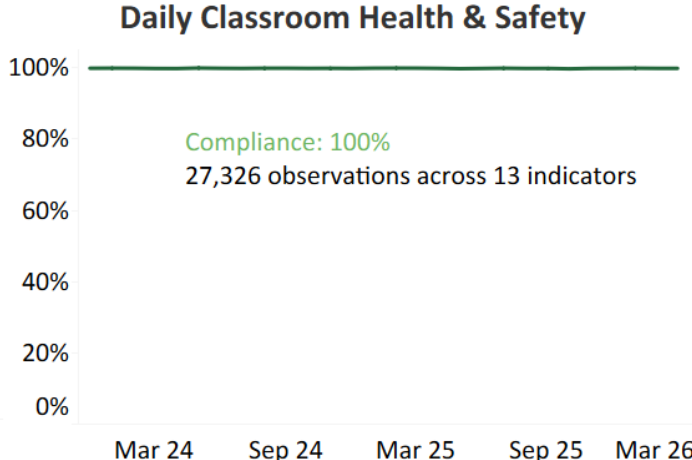 Daily Classroom Health & Safety
100%
80%
Compliance: 100%
27,326 observations across 13 indicators
60%
40%
20%
0%
Mar 24 Sep 24 Mar 25 Sep 25 Mar 26